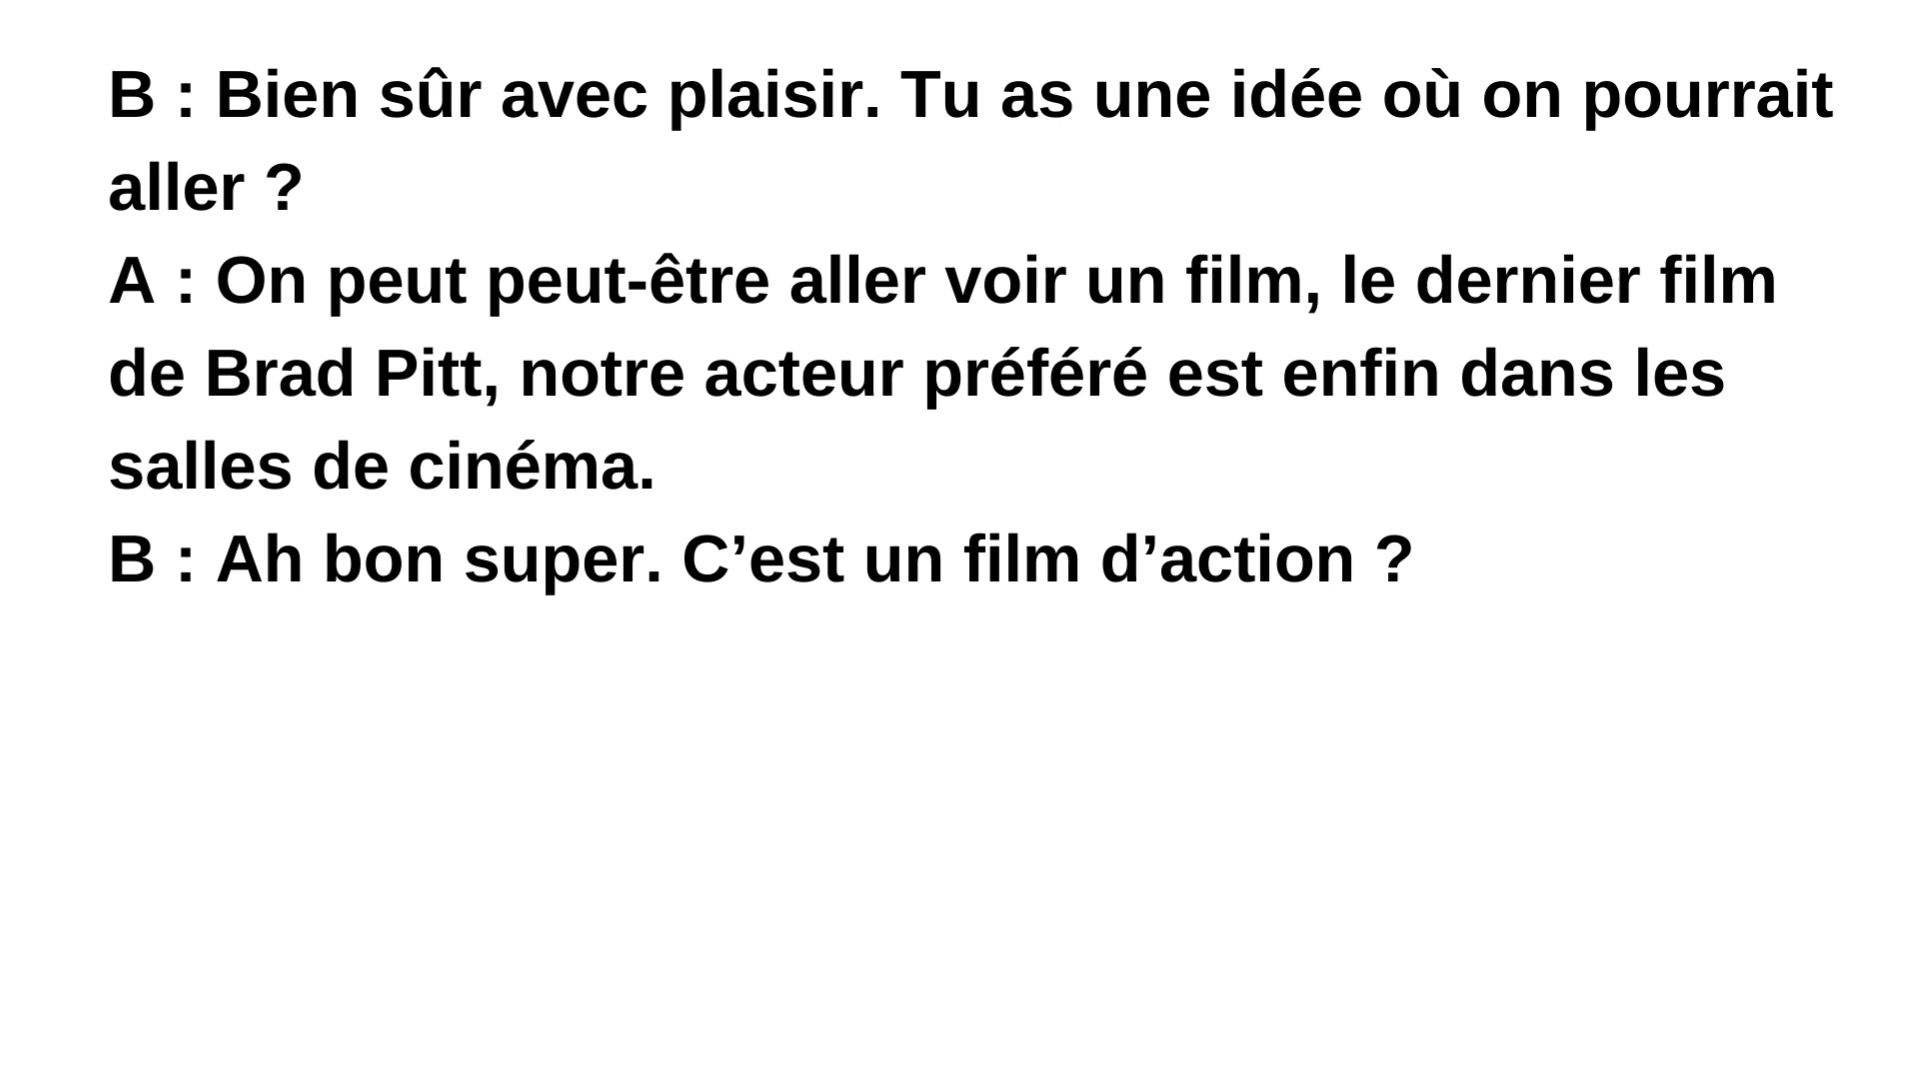 B : Bien sûr avec plaisir. Tu as une idée où on pourrait
aller ?
A : On peut peut-être aller voir un film, le dernier film
de Brad Pitt, notre acteur préféré est enfin dans les
salles de cinéma.
B : Ah bon super. C’est un film d’action ?